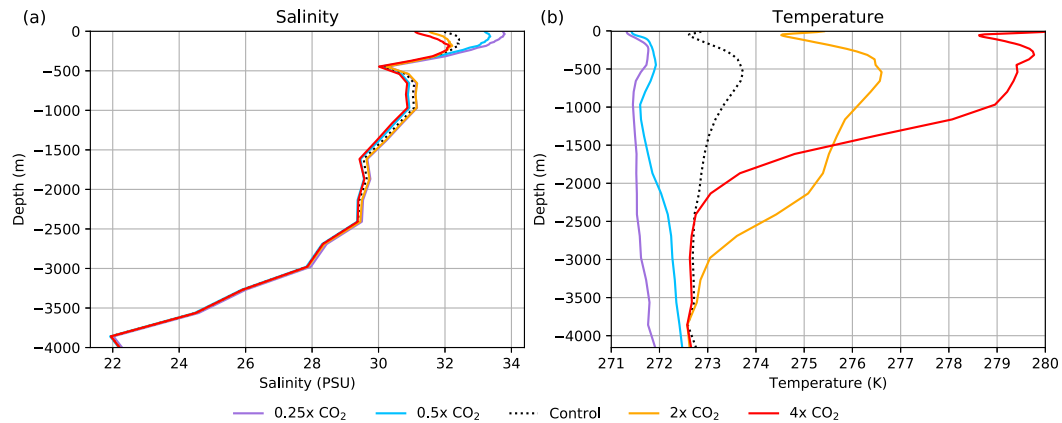 (a) Salinity
0
−500
−1000
−1500
−2000
−2500
−3000
−3500
−4000
Depth (m)
22 24 26 28 30 32 34
Salinity (PSU)
(b) Temperature
0
−500
−1000
−1500
−2000
−2500
−3000
−3500
−4000
Depth (m)
271 272 273 274 275 276 277 278 279 280
Temperature (K)
0.25x CO₂ 0.5x CO₂ Control 2x CO₂ 4x CO₂